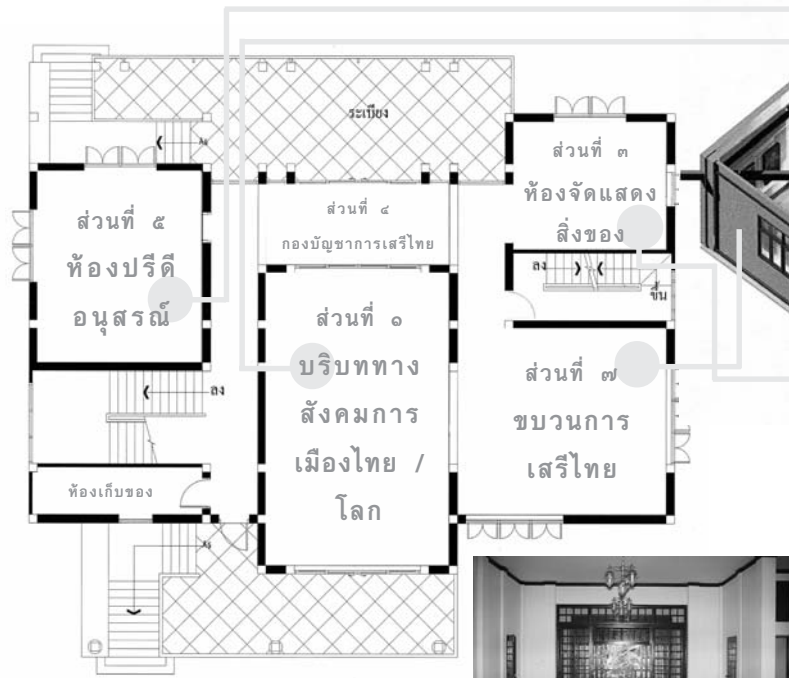 ระเบียง
ส่วนที่ ๓
ห้องจัดแสดง
สิ่งของ
ส่วนที่ ๕
ห้องปรีดี
อนุสรณ์
ส่วนที่ ๔
กองบัญชาการเสรีไทย
ลง
ขึ้น
ส่วนที่ ๑
บริบททาง
สังคมการ
เมืองไทย /
โลก
ส่วนที่ ๗
ขบวนการ
เสรีไทย
ลง
ห้องเก็บของ